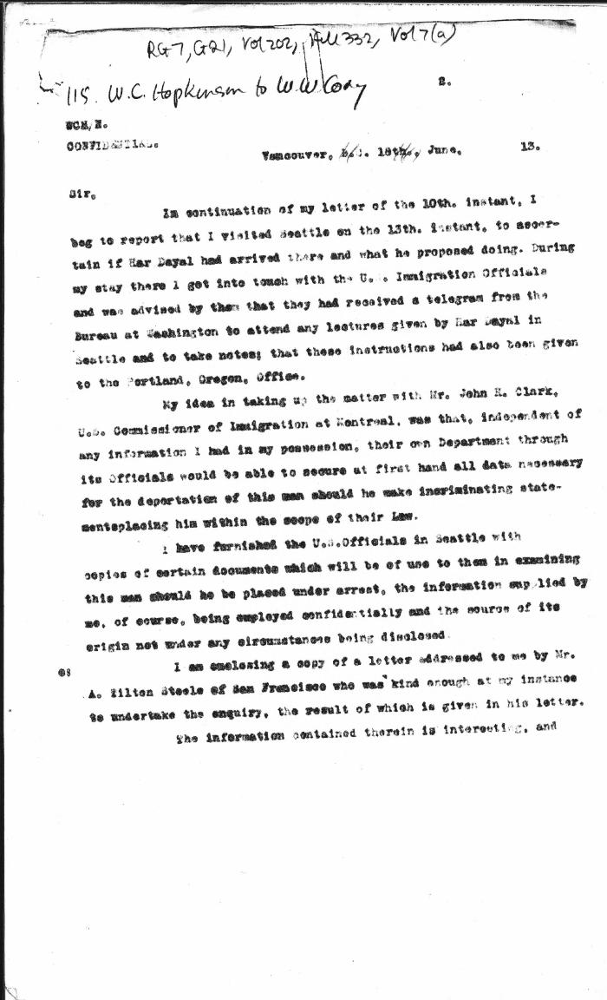 RG7, G21, Vol 202, File 332, Vol 7(a)
115. W.C. Hopkinson to W.W. Cory
2.
WCH/H.
CONFIDENTIAL.
Vancouver, B.C. 18th., June, 13.
Sir,
In continuation of my letter of the 10th. instant, I
beg to report that I visited Seattle on the 13th. instant, to ascer-
tain if Har Dayal had arrived there and what he proposed doing. During
my stay there I got into touch with the U.S. Immigration Officials
and was advised by them that they had received a telegram from the
Bureau at Washington to attend any lectures given by Har Dayal in
Seattle and to take notes; that these instructions had also been given
to the Portland, Oregon, Office.
My idea in taking up the matter with Mr. John H. Clark,
U.S. Commissioner of Immigration at Montreal, was that, independent of
any information I had in my possession, their own Department through
its Officials would be able to secure at first hand all data necessary
for the deportation of this man should he make incriminating state-
mentsplacing him within the scope of their Law.
I have furnished the U.S.Officials in Seattle with
copies of certain documents which will be of use to them in examining
this man should he be placed under arrest, the information supplied by
me, of course, being employed confidentially and the source of its
origin not under any circumstances being disclosed.
I am enclosing a copy of a letter addressed to me by Mr.
A. Tilton Steele of San Francisco who was kind enough at my instance
to undertake the enquiry, the result of which is given in his letter.
The information contained therein is interesting, and